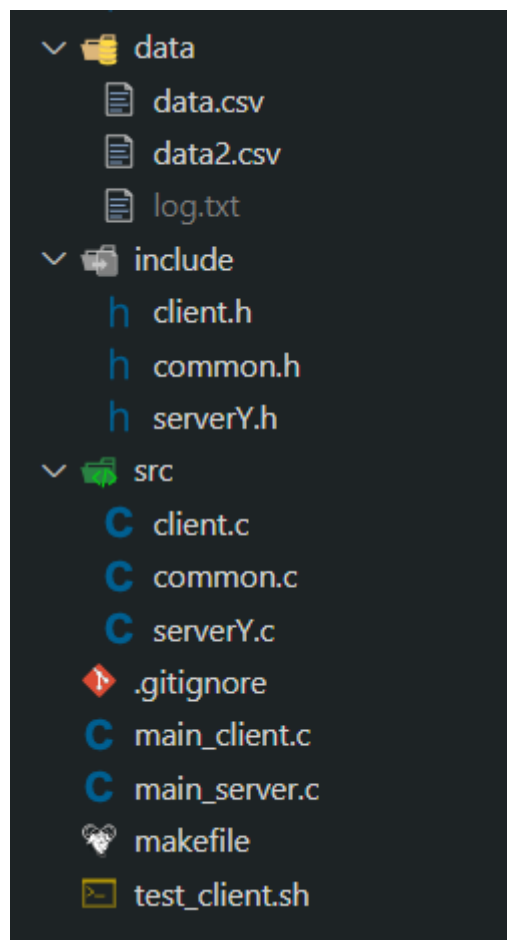 data
data.csv
data2.csv
log.txt
include
h client.h
h common.h
h serverY.h
src
C client.c
C common.c
C serverY.c
.gitignore
C main_client.c
C main_server.c
makefile
test_client.sh